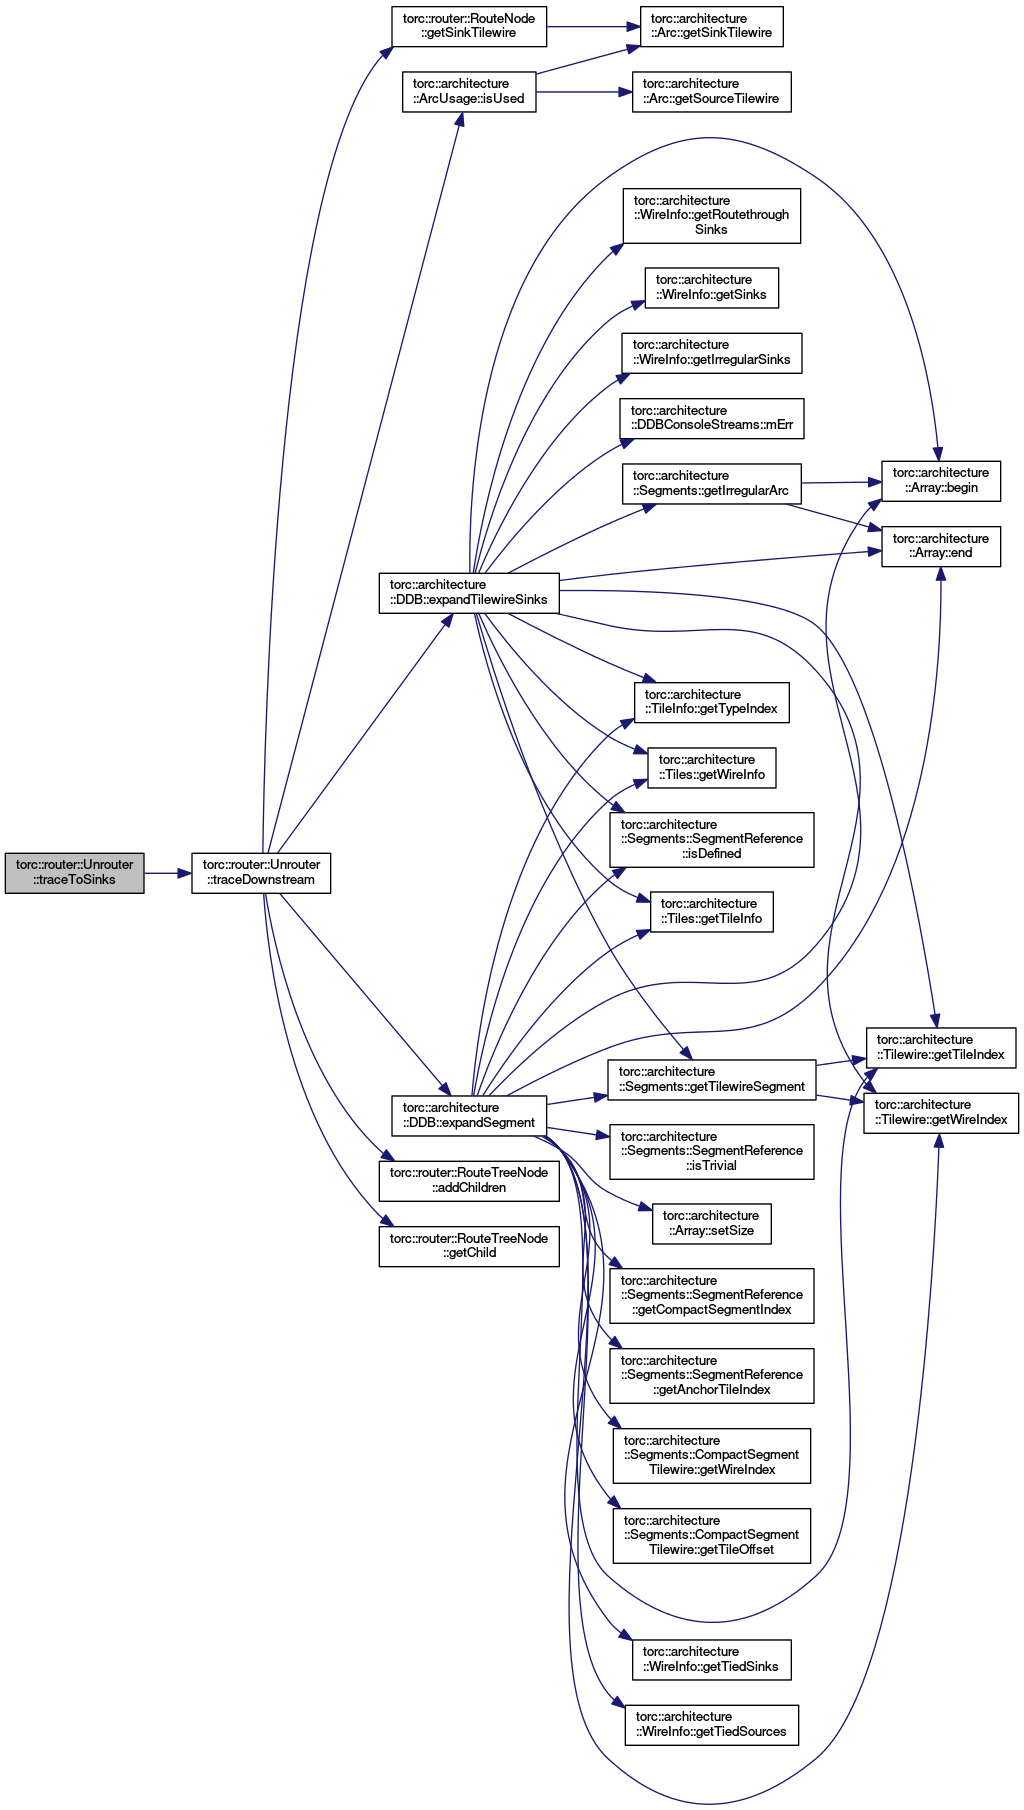 torc::router::RouteNode
::getSinkTilewire
torc::architecture
::Arc::getSinkTilewire
torc::architecture
::ArcUsage::isUsed
torc::architecture
::Arc::getSourceTilewire
torc::architecture
::WireInfo::getRoutethrough
Sinks
torc::architecture
::WireInfo::getSinks
torc::architecture
::WireInfo::getIrregularSinks
torc::architecture
::DDBConsoleStreams::mErr
torc::architecture
::Segments::getIrregularArc
torc::architecture
::Array::begin
torc::architecture
::Array::end
torc::architecture
::DDB::expandTilewireSinks
torc::architecture
::TileInfo::getTypeIndex
torc::architecture
::Tiles::getWireInfo
torc::architecture
::Segments::SegmentReference
::isDefined
torc::router::Unrouter
::traceToSinks
torc::router::Unrouter
::traceDownstream
torc::architecture
::Tiles::getTileInfo
torc::architecture
::Tilewire::getTileIndex
torc::architecture
::Segments::getTilewireSegment
torc::architecture
::Tilewire::getWireIndex
torc::architecture
::DDB::expandSegment
torc::architecture
::Segments::SegmentReference
::isTrivial
torc::router::RouteTreeNode
::addChildren
torc::architecture
::Array::setSize
torc::router::RouteTreeNode
::getChild
torc::architecture
::Segments::SegmentReference
::getCompactSegmentIndex
torc::architecture
::Segments::SegmentReference
::getAnchorTileIndex
torc::architecture
::Segments::CompactSegment
Tilewire::getWireIndex
torc::architecture
::Segments::CompactSegment
Tilewire::getTileOffset
torc::architecture
::WireInfo::getTiedSinks
torc::architecture
::WireInfo::getTiedSources